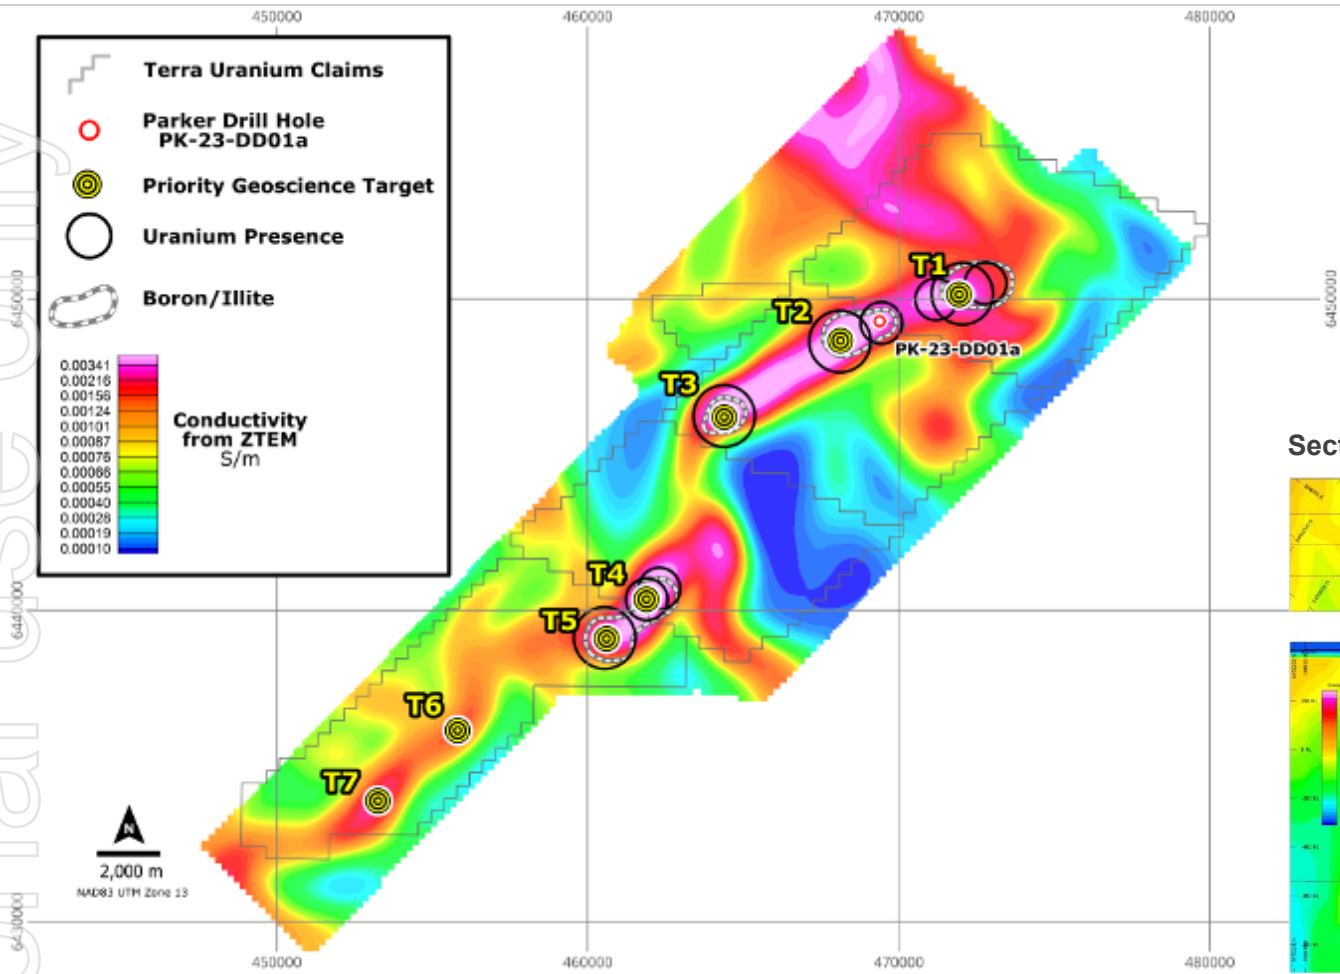 450000
460000
470000
480000
Terra Uranium Claims
Parker Drill Hole
PK-23-DD01a
Priority Geoscience Target
Uranium Presence
Boron/Illite
0.00341
0.00216
0.00156
0.00124
0.00101
0.00087
0.00076
0.00066
0.00055
0.00040
0.00028
0.00019
0.00010
Conductivity
from ZTEM
S/m
6450000
6450000
6440000
6430000
T1
T2
PK-23-DD01a
T3
T4
T5
T6
T7
N
2,000 m
NAD83 UTM Zone 13
Sect
450000
460000
470000
480000